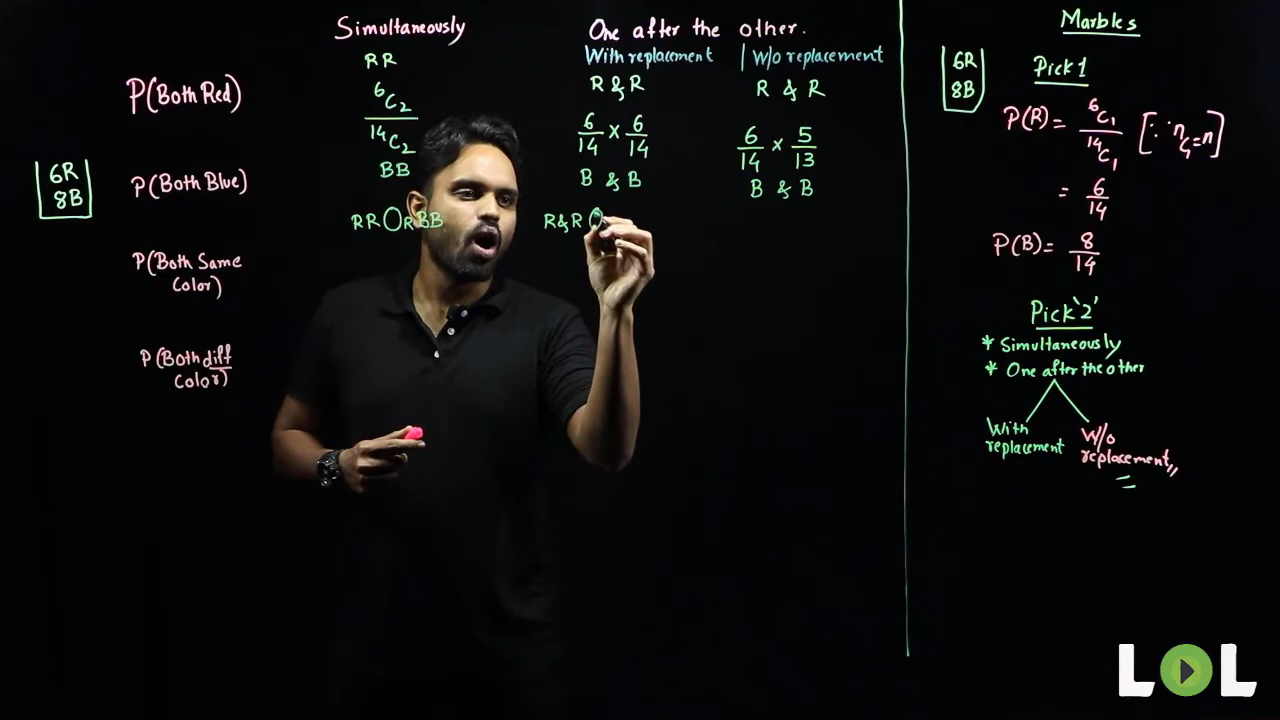 Simultaneously
One after the other.
With replacement | W/o replacement
P(Both Red)
RR
6C2
14C2
R & R
6/14 × 6/14
R & R
6/14 × 5/13
6R
8B
P(Both Blue)
BB
B & B
B & B
P(Both Same
Color)
RR OR BB
R&R O
P(Both diff
Color)
Marbles
6R
8B
Pick 1
P(R) = 6C1/14C1 [∵ nC1=n]
= 6/14
P(B) = 8/14
Pick '2'
* Simultaneously
* One after the other
With
replacement
W/o
replacement
LOL